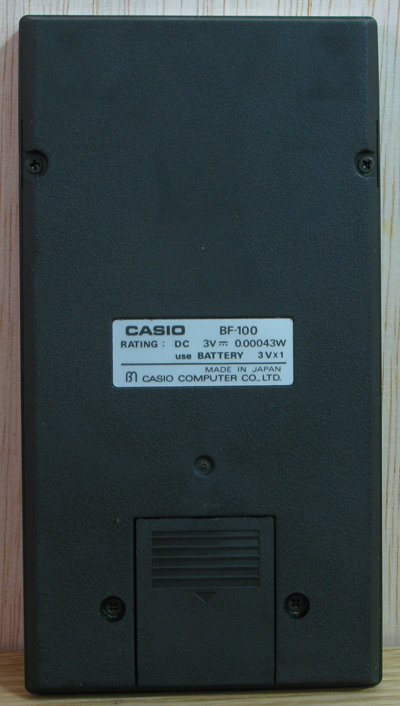 CASIO BF-100
RATING : DC 3V⎓ 0.00043W
use BATTERY 3V×1
MADE IN JAPAN
CASIO COMPUTER CO., LTD.